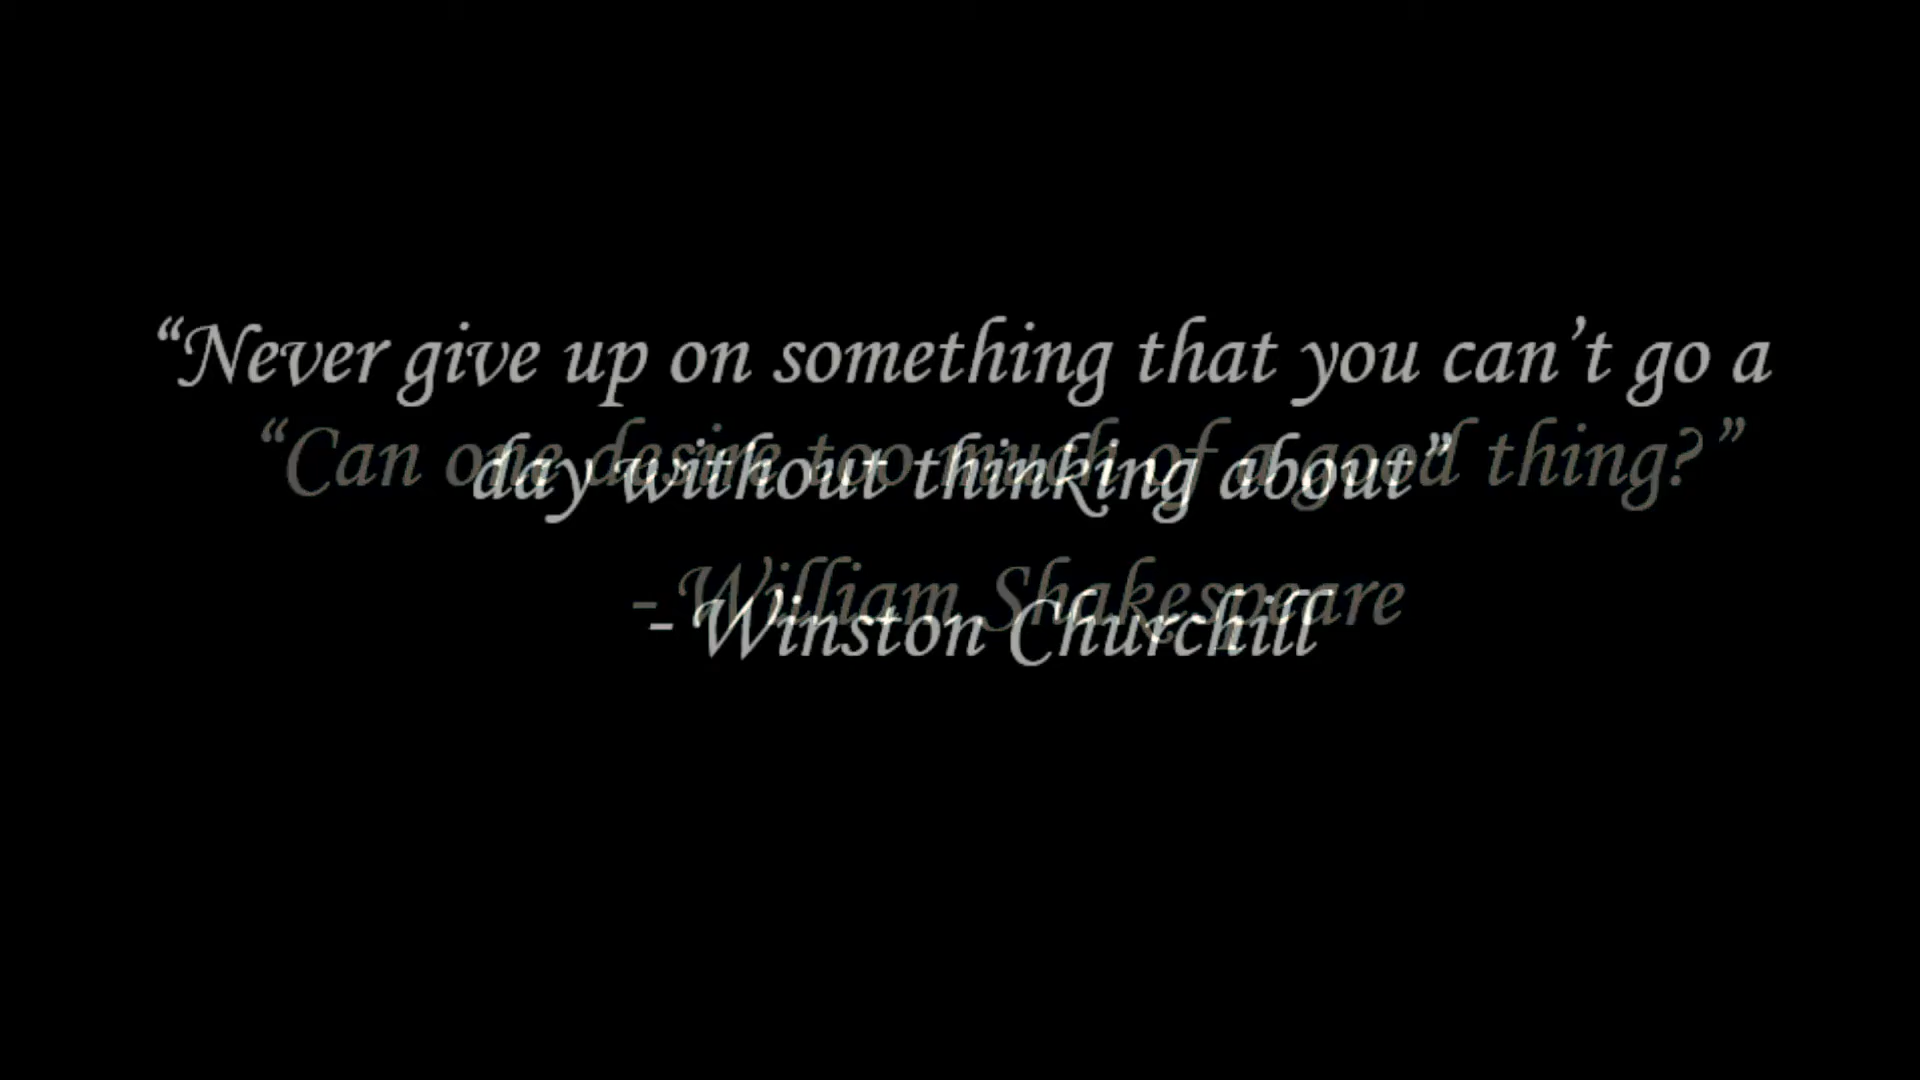 “Never give up on something that you can’t go a
day without thinking about”
- Winston Churchill
“Can one desire too much of a good thing?”
- William Shakespeare